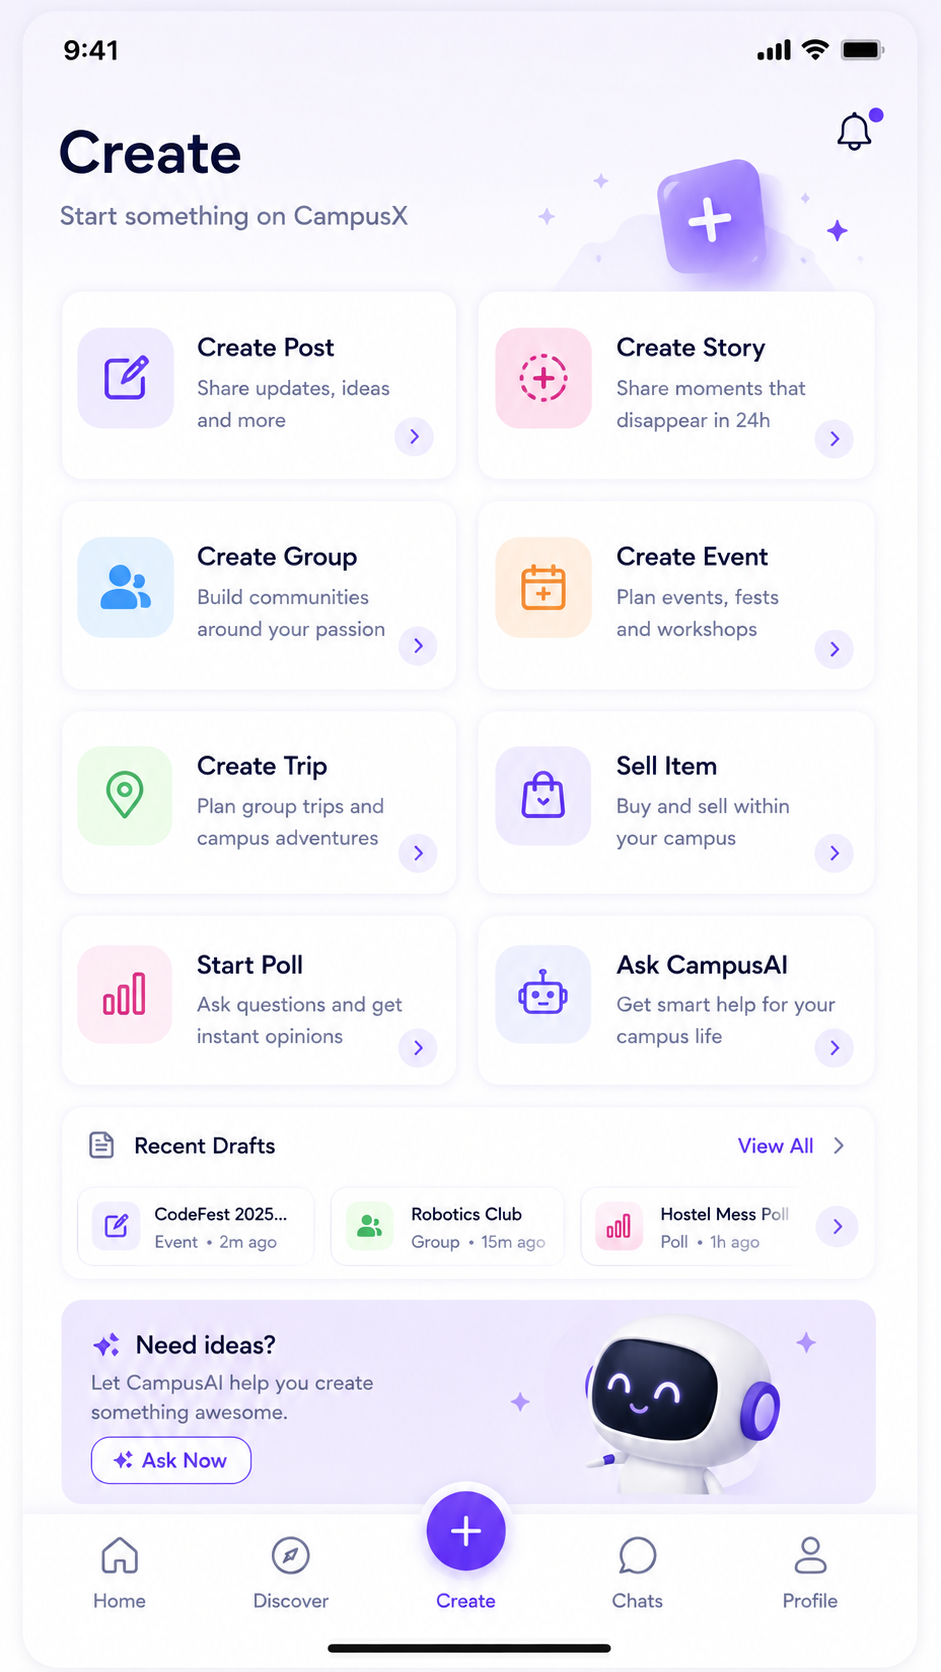 9:41
Create
Start something on CampusX
Create Post
Share updates, ideas
and more
Create Story
Share moments that
disappear in 24h
Create Group
Build communities
around your passion
Create Event
Plan events, fests
and workshops
Create Trip
Plan group trips and
campus adventures
Sell Item
Buy and sell within
your campus
Start Poll
Ask questions and get
instant opinions
Ask CampusAI
Get smart help for your
campus life
Recent Drafts
View All
CodeFest 2025...
Event • 2m ago
Robotics Club
Group • 15m ago
Hostel Mess Poll
Poll • 1h ago
Need ideas?
Let CampusAI help you create
something awesome.
Ask Now
Home
Discover
Create
Chats
Profile